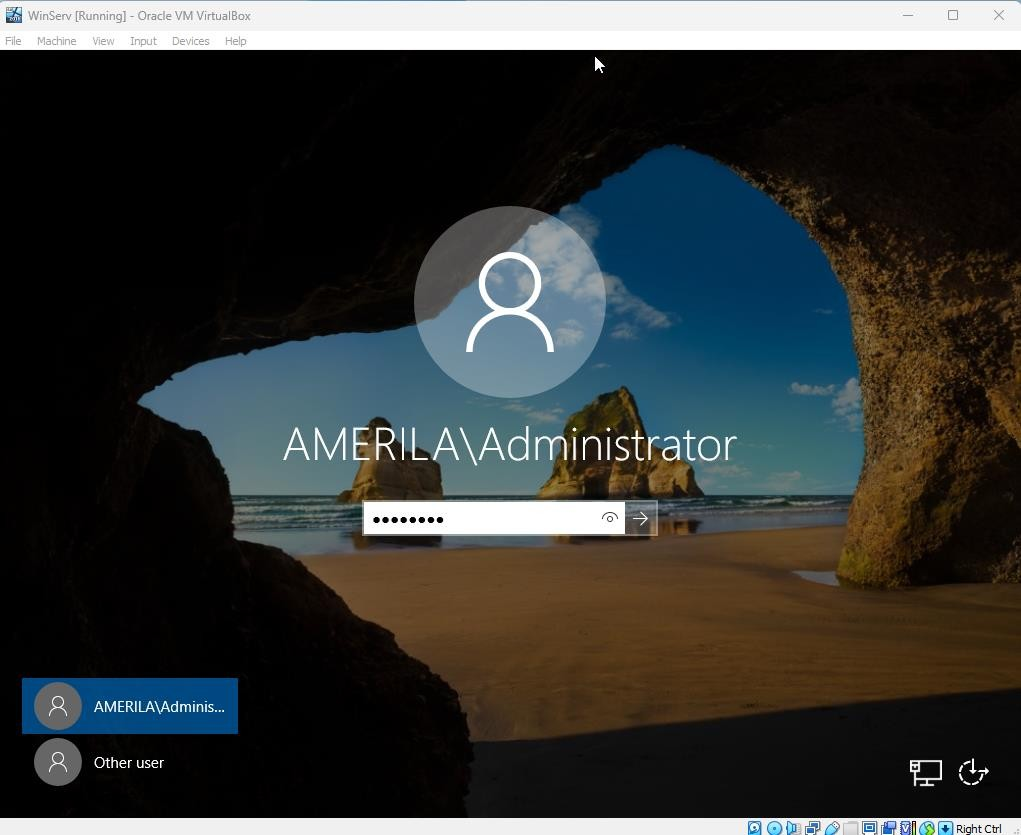 WinServ [Running] - Oracle VM VirtualBox
File Machine View Input Devices Help
AMERILA\Administrator
••••••••
AMERILA\Adminis...
Other user
Right Ctrl